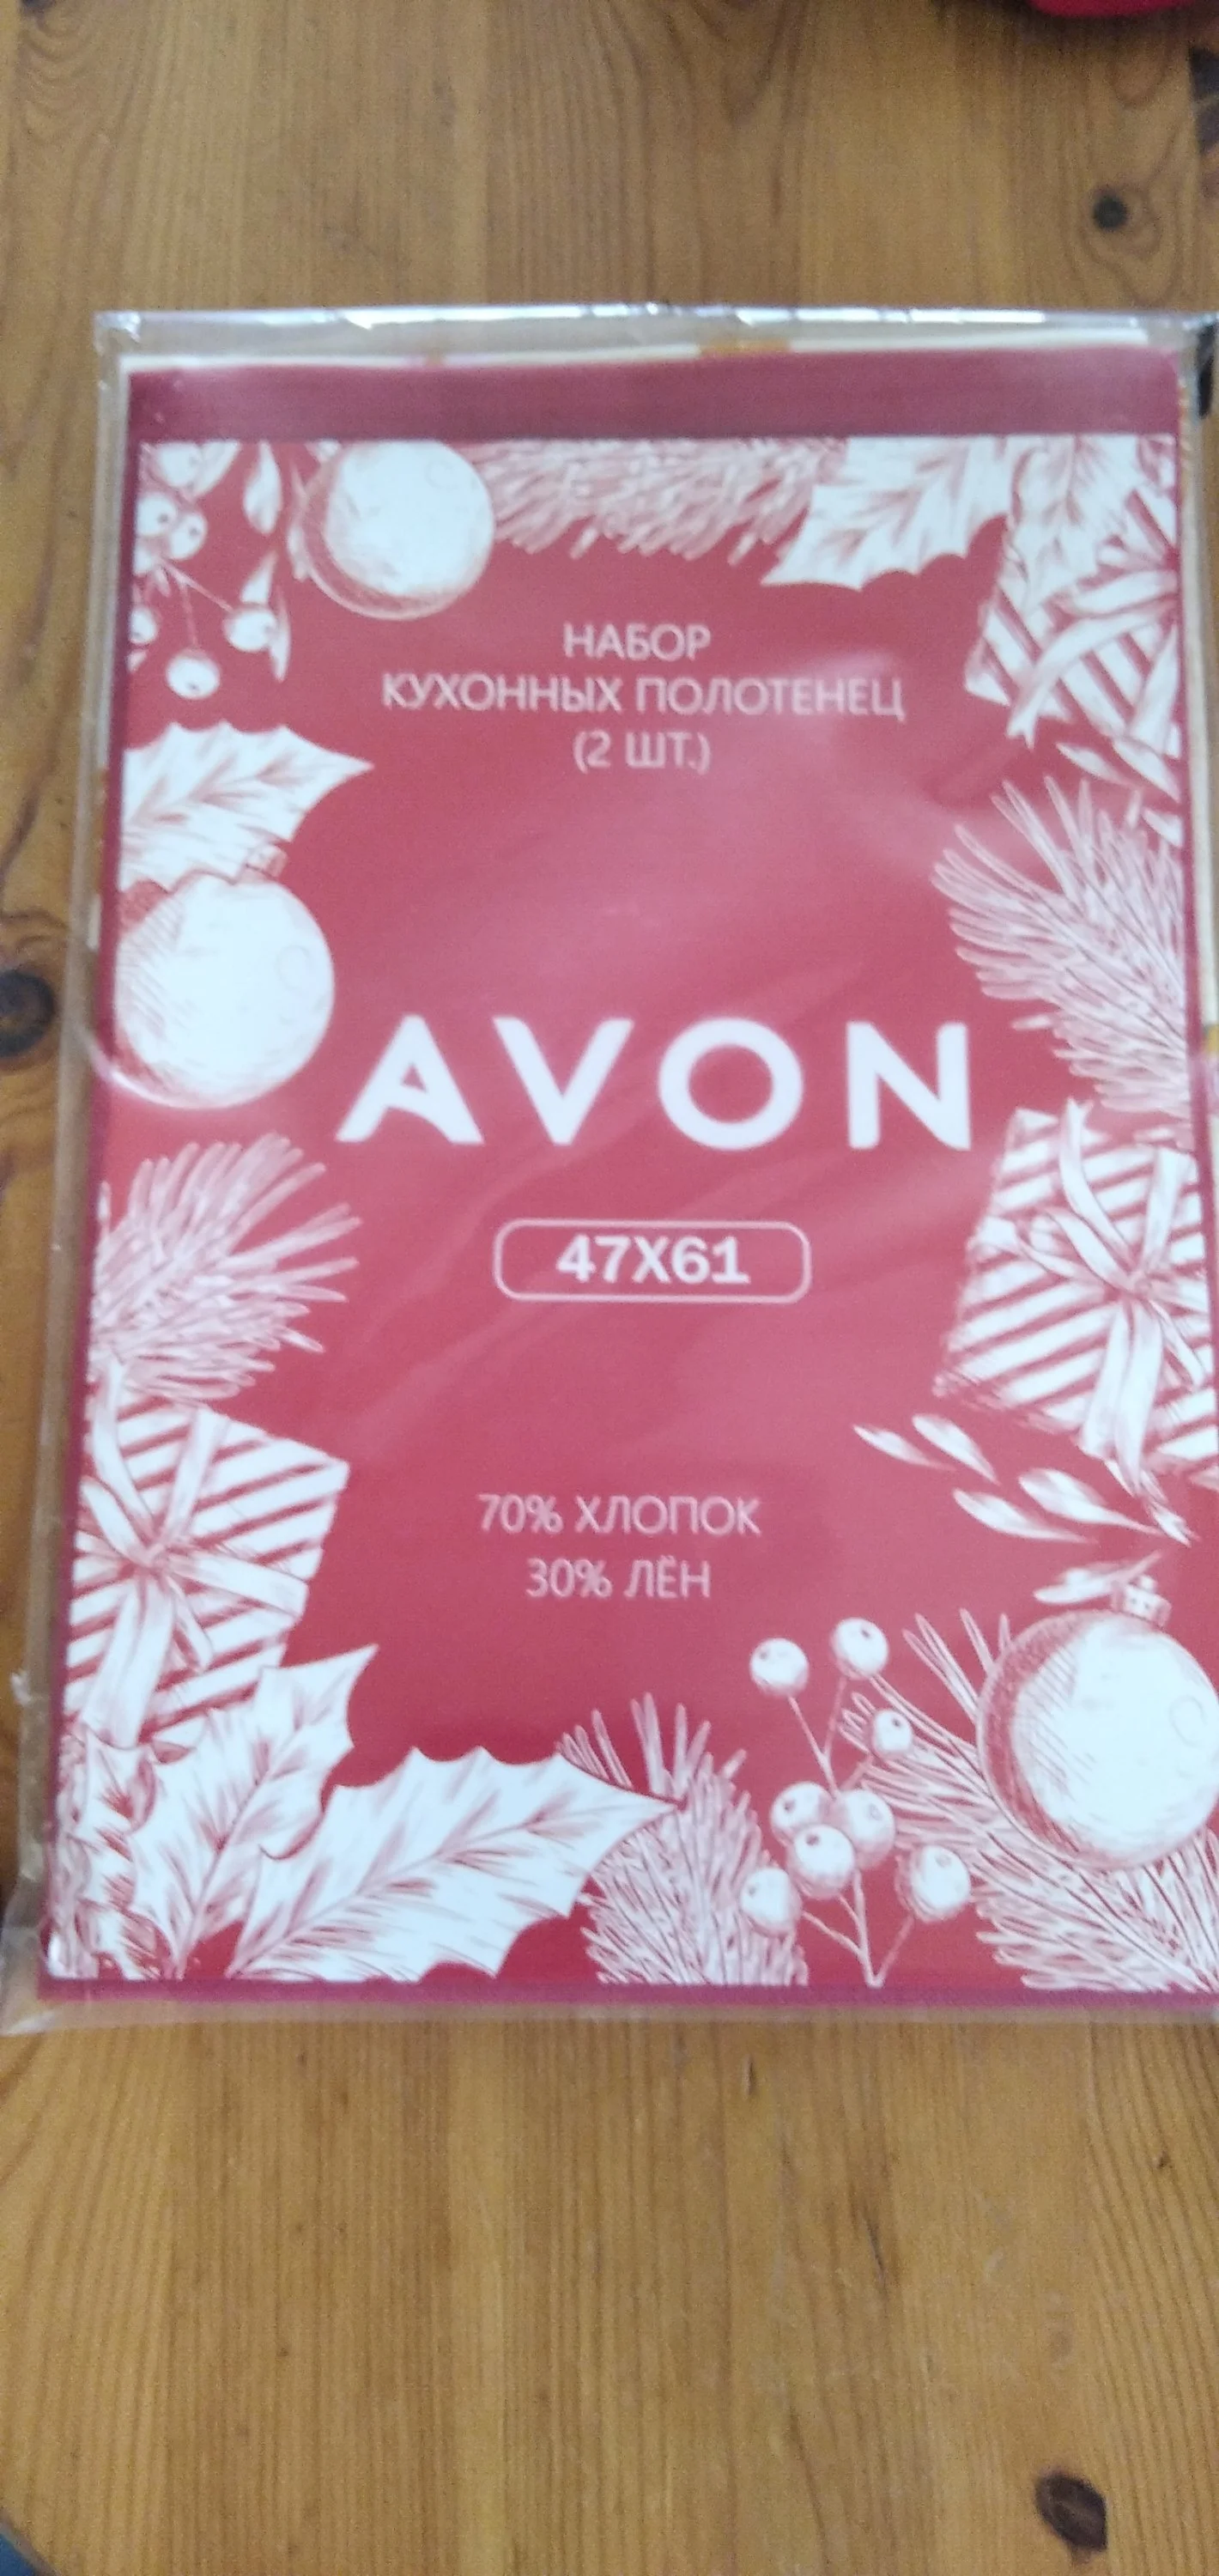 НАБОР
КУХОННЫХ ПОЛОТЕНЕЦ
(2 ШТ.)
AVON
47X61
70% ХЛОПОК
30% ЛЁН